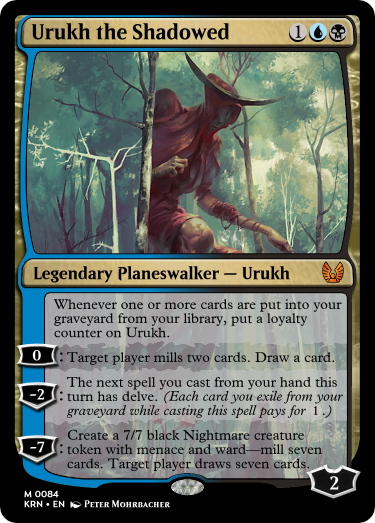 Urukh the Shadowed 1
Legendary Planeswalker — Urukh
Whenever one or more cards are put into your
graveyard from your library, put a loyalty
counter on Urukh.
0: Target player mills two cards. Draw a card.
The next spell you cast from your hand this
-2: turn has delve. (Each card you exile from your
graveyard while casting this spell pays for 1.)
Create a 7/7 black Nightmare creature
-7: token with menace and ward—mill seven
cards. Target player draws seven cards.
2
M 0084
KRN • EN Peter Mohrbacher